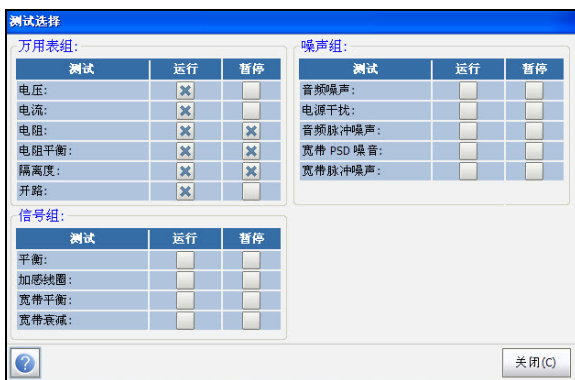 测试选择
万用表组:
测试 运行 暂停
电压:
电流:
电阻:
电阻平衡:
隔离度:
开路:
信号组:
测试 运行 暂停
平衡:
加感线圈:
宽带平衡:
宽带衰减:
噪声组:
测试 运行 暂停
音频噪声:
电源干扰:
音频脉冲噪声:
宽带 PSD 噪音:
宽带脉冲噪声:
?
关闭(C)